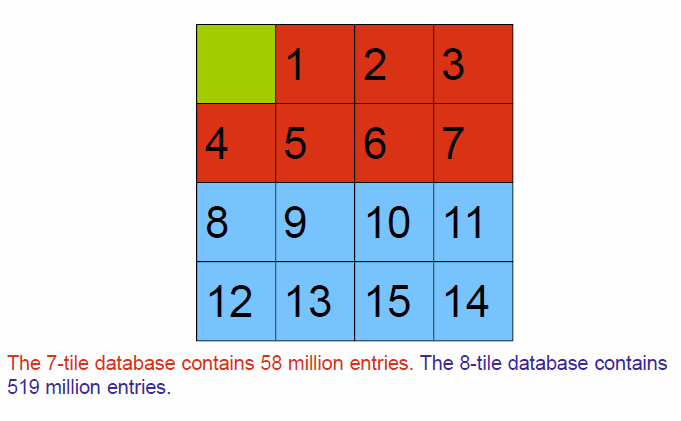 1 2 3
4 5 6 7
8 9 10 11
12 13 15 14
The 7-tile database contains 58 million entries. The 8-tile database contains
519 million entries.